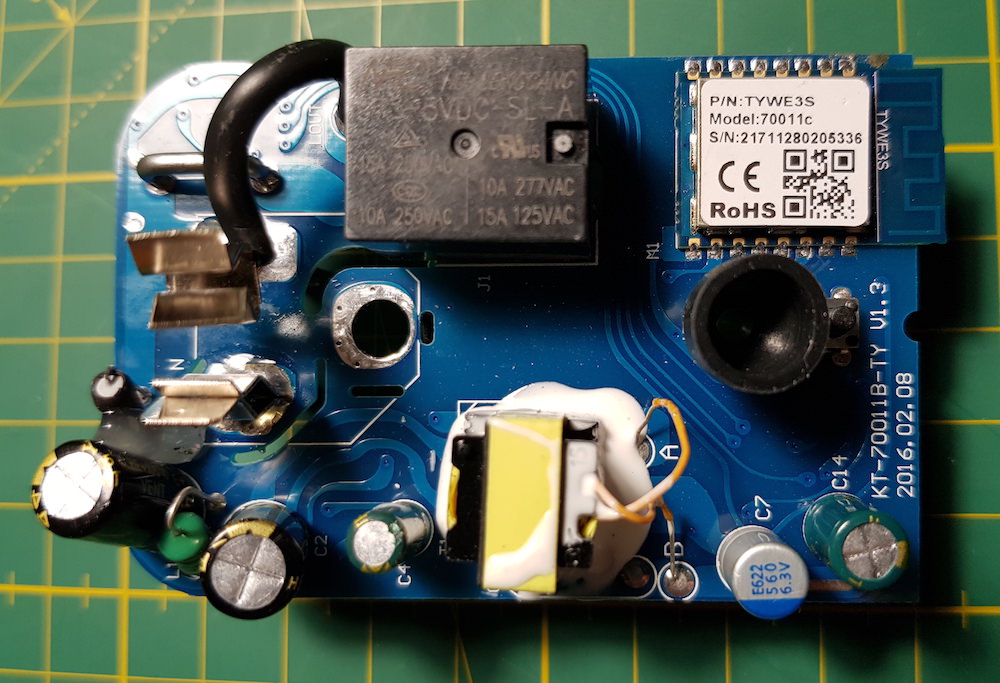 5VDC-SL-A
10A 277VAC
10A 250VAC
15A 125VAC
P/N:TYWE3S
Model:70011c
S/N:21711280205336
CE
RoHS
TYWE3S
1OUT
M1
J1
N
KT-70011B-TY V1.3
2016.02.08
A
B
C2
C4
C7
C14
E622
560
6.3V